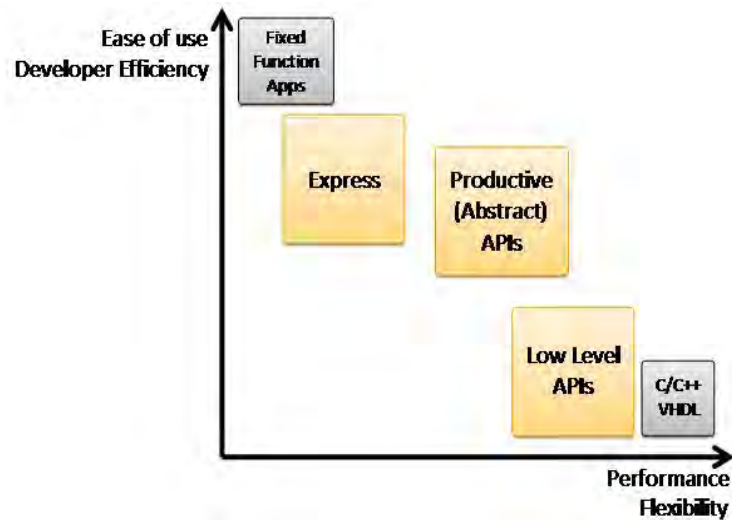 Ease of use
Developer Efficiency
Fixed
Function
Apps
Express
Productive
(Abstract)
APIs
Low Level
APIs
C/C++
VHDL
Performance
Flexibility